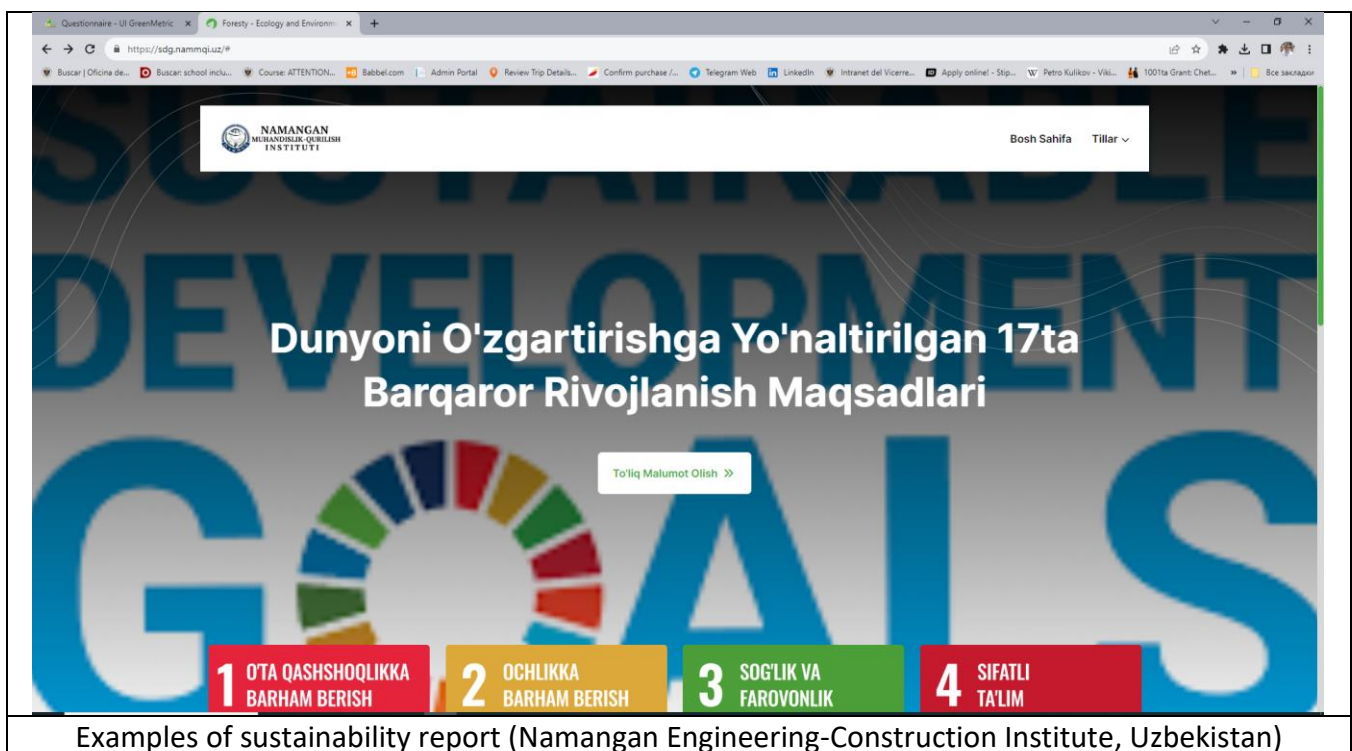 Questionnaire - UI GreenMetric
Foresty - Ecology and Environm
https://sdg.nammqi.uz/#
Buscar | Oficina de...
Buscar: school inclu...
Course: ATTENTION...
Babbel.com
Admin Portal
Review Trip Details...
Confirm purchase /...
Telegram Web
LinkedIn
Intranet del Vicerre...
Apply online! - Stip...
Petro Kulikov - Viki...
1001ta Grant: Chet...
»
Все закладки
NAMANGAN
MUHANDISLIK-QURILISH
INSTITUTI
Bosh Sahifa
Tillar
SUSTAINABLE
DEVELOPMENT
GOALS
Dunyoni O'zgartirishga Yo'naltirilgan 17ta
Barqaror Rivojlanish Maqsadlari
To'liq Malumot Olish »
1 O'TA QASHSHOQLIKKA
BARHAM BERISH
2 OCHLIKKA
BARHAM BERISH
3 SOG'LIK VA
FAROVONLIK
4 SIFATLI
TA'LIM
Examples of sustainability report (Namangan Engineering-Construction Institute, Uzbekistan)